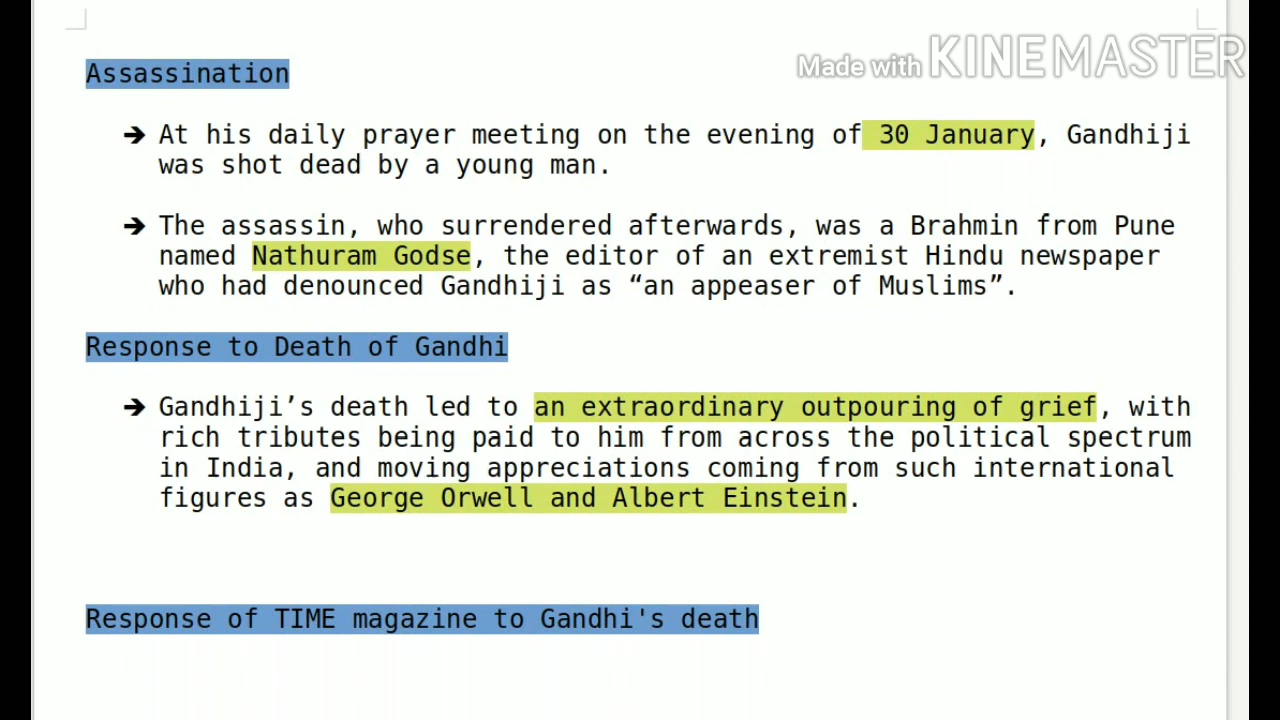 Made with KINEMASTER
Assassination
➔ At his daily prayer meeting on the evening of 30 January, Gandhiji
was shot dead by a young man.
➔ The assassin, who surrendered afterwards, was a Brahmin from Pune
named Nathuram Godse, the editor of an extremist Hindu newspaper
who had denounced Gandhiji as “an appeaser of Muslims”.
Response to Death of Gandhi
➔ Gandhiji’s death led to an extraordinary outpouring of grief, with
rich tributes being paid to him from across the political spectrum
in India, and moving appreciations coming from such international
figures as George Orwell and Albert Einstein.
Response of TIME magazine to Gandhi's death